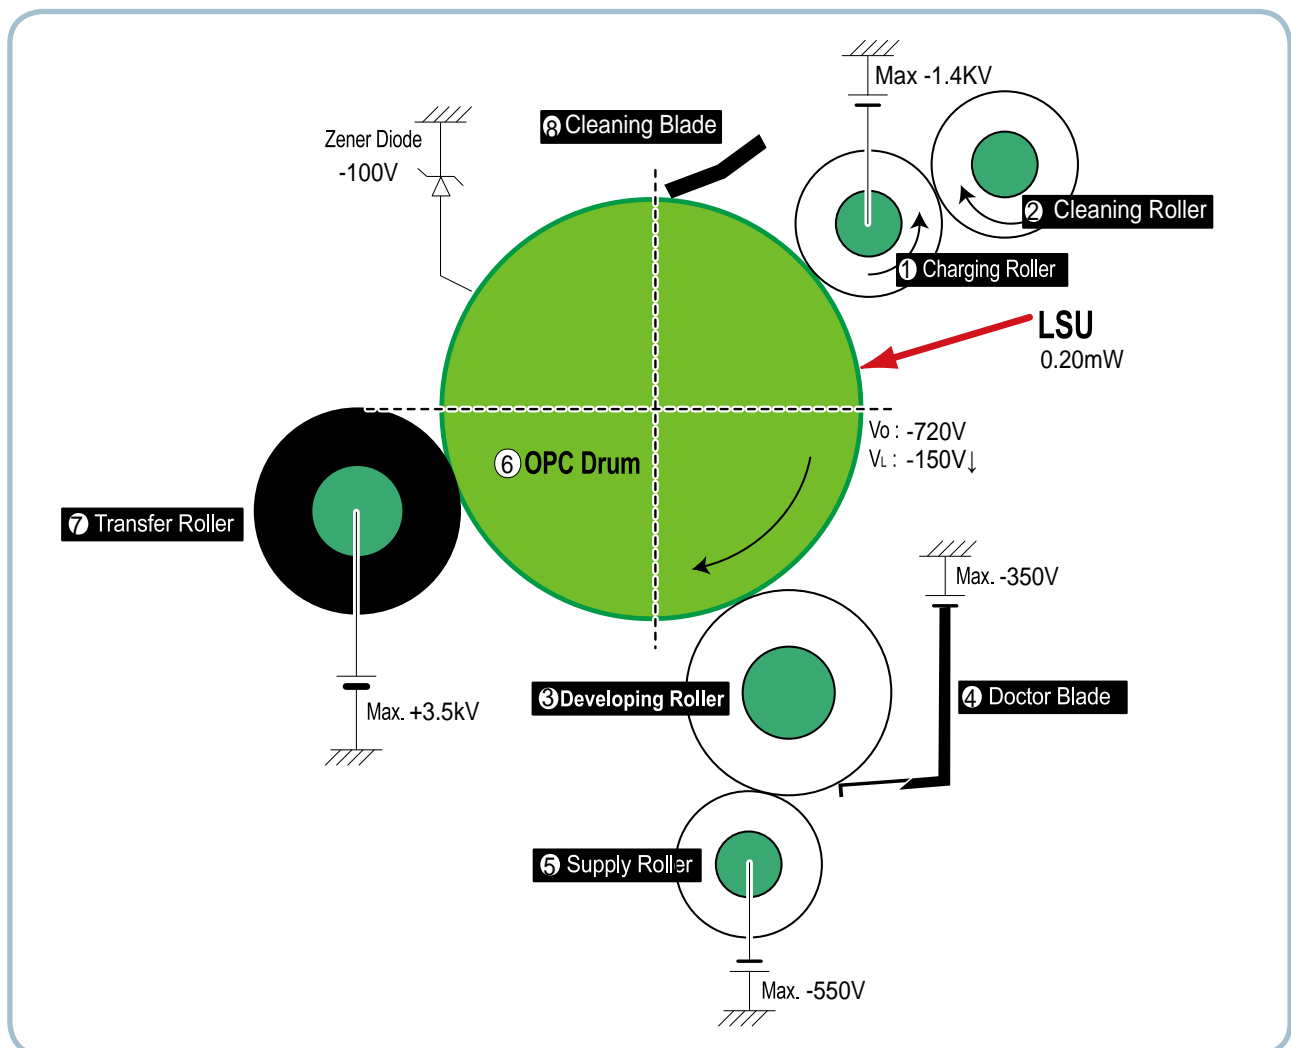 Max -1.4KV
⑧ Cleaning Blade
Zener Diode
-100V
② Cleaning Roller
① Charging Roller
LSU
0.20mW
Vo : -720V
VL : -150V↓
⑥ OPC Drum
⑦ Transfer Roller
Max. -350V
③ Developing Roller
④ Doctor Blade
Max. +3.5kV
⑤ Supply Roller
Max. -550V